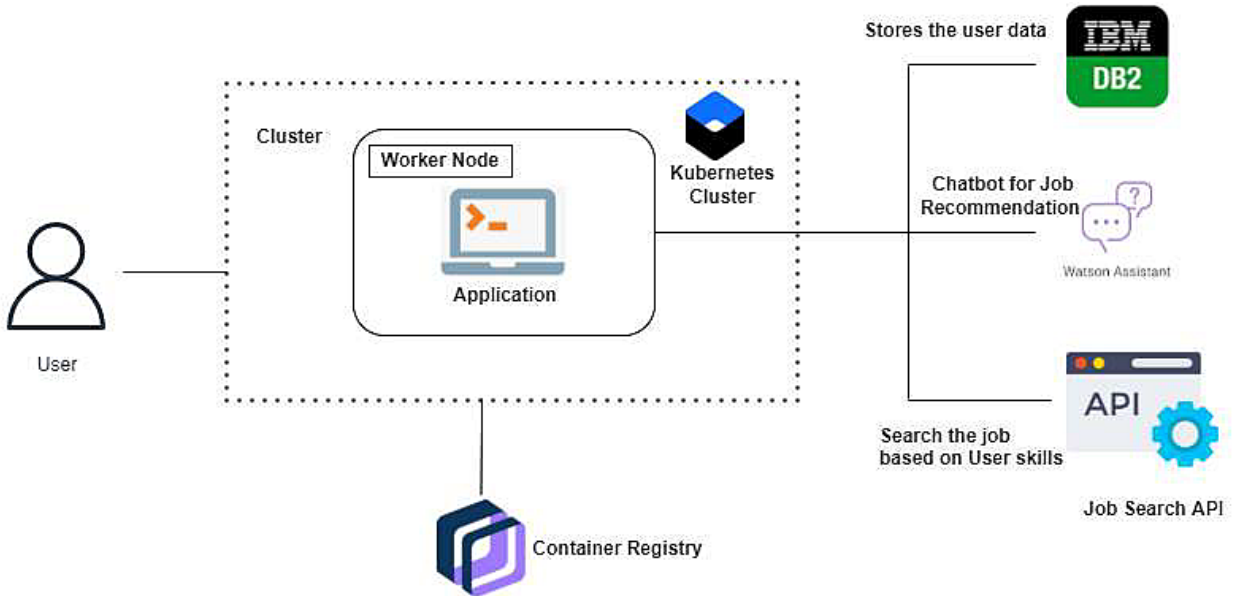 Stores the user data
IBM
DB2
Cluster
Worker Node
Kubernetes
Cluster
Application
Chatbot for Job
Recommendation
?
Watson Assistant
User
API
Search the job
based on User skills
Job Search API
Container Registry